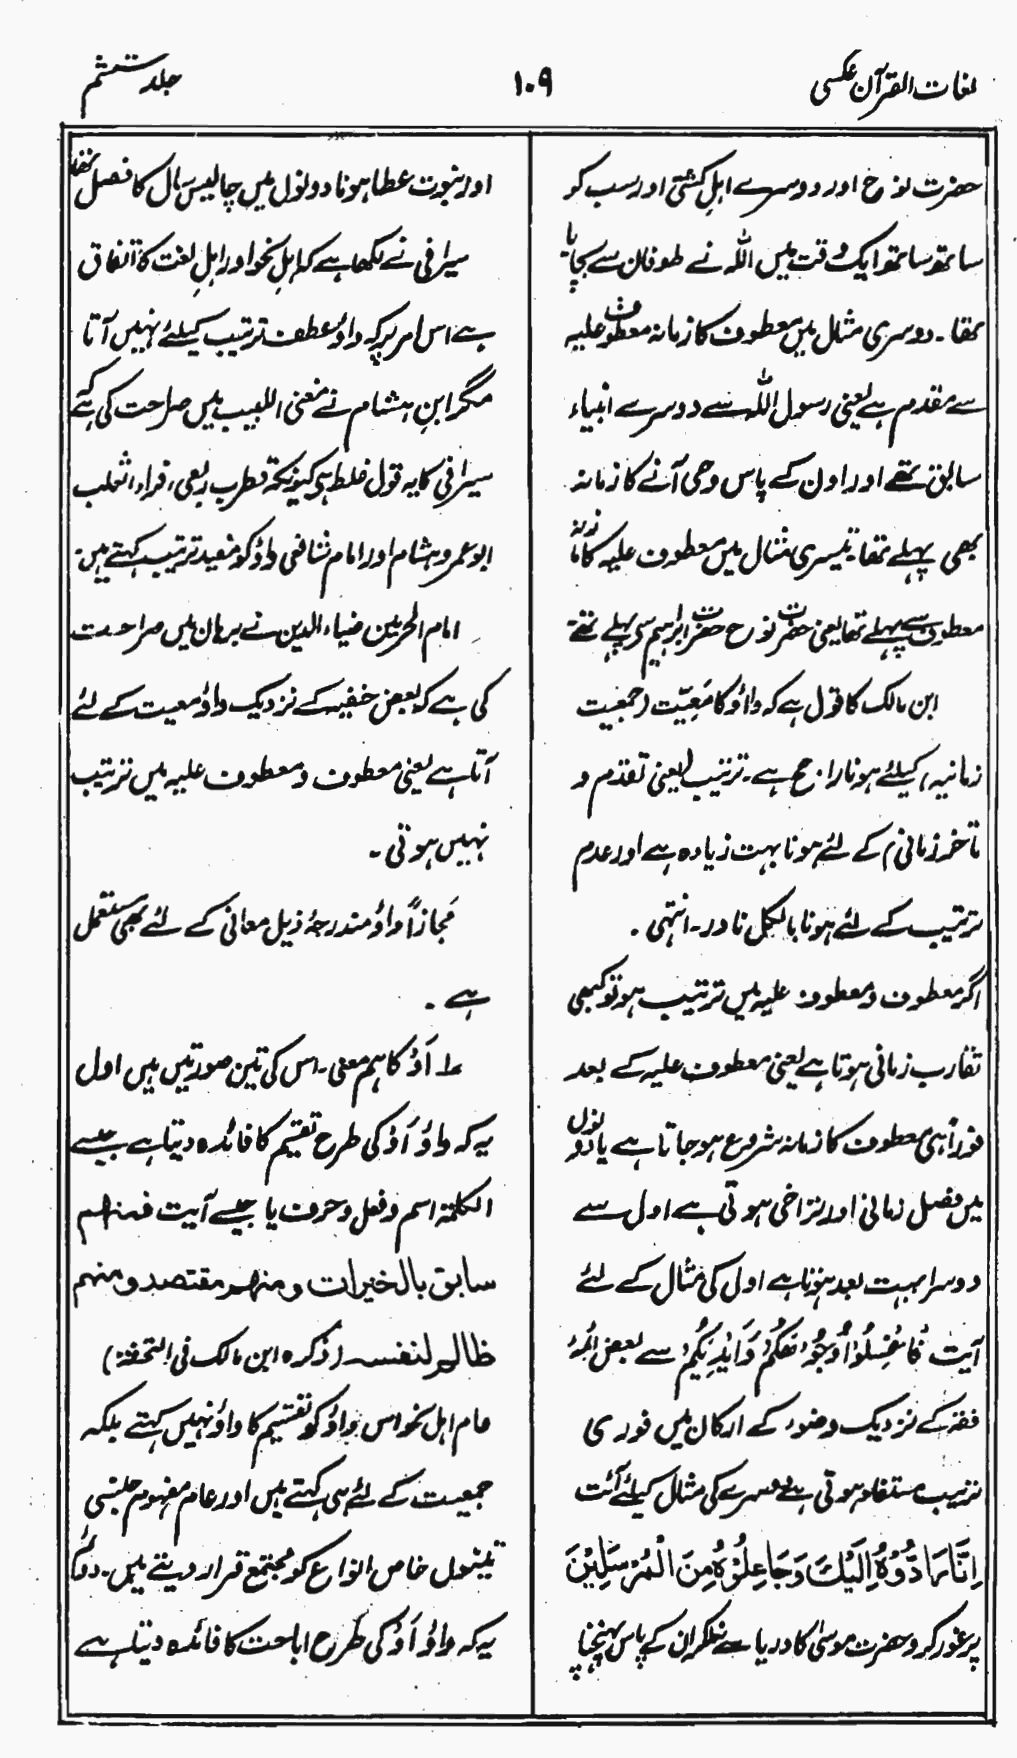 لغات القرآن عکسی
۱۰۹
جلد ششم
حضرت نوح اور دوسرے اہلِ کشتی اور سب کو
ساتھ ساتھ ایک وقت میں اللہ نے طوفان سے بچایا
تھا۔ دوسری مثال میں معطوف کا زمانہ معطوف علیہ
سے مقدم ہے یعنی رسول اللہ سے دوسرے انبیاء
سابق تھے اور اون کے پاس وحی آنے کا زمانہ
بھی پہلے تھا تیسری مثال میں معطوف علیہ کا زمانہ
معطوف سے پہلے تھا یعنی حضرت نوح حضرت ابراہیم سے پہلے تھے۔
ابن مالک کا قول ہے کہ واؤ کا مَعِیّت (جمعیت
زمانیہ) کیلئے ہونا راجح ہے۔ ترتیب یعنی تقدم و
تأخر زمانی کے لئے ہونا بہت زیادہ ہے اور عدم
ترتیب کے لئے ہونا بالکل نادر۔ انتہی۔
اگر معطوف و معطوف علیہ میں ترتیب ہو تو کبھی
تقارب زمانی ہوتا ہے یعنی معطوف علیہ کے بعد
فوراً ہی معطوف کا زمانہ شروع ہو جاتا ہے یا دونوں
میں فصل زمانی اور تراخی ہوتی ہے اول سے
دوسرا بہت بعد ہوتا ہے اول کی مثال کے لئے
آیت فَاغْسِلُوْا وُجُوْهَكُمْ وَاَيْدِيَكُمْ سے بعض ائمۂ
فقہ کے نزدیک وضوء کے ارکان میں فوری
ترتیب مستفاد ہوتی ہے دوسرے کی مثال کیلئے آیت
اِنَّا رَادُّوْهُ اِلَيْكَ وَجَاعِلُوْهُ مِنَ الْمُرْسَلِيْنَ
پر غور کرو حضرت موسیٰ کا دریا سے نکل کر ان کے پاس پہنچنا
اور نبوت عطا ہونا دونوں میں چالیس سال کا فصل تھا
سیرافی نے لکھا ہے کہ اہلِ نحو اور اہلِ لغت کا اتفاق
ہے اس امر پر کہ واؤ عطف ترتیب کیلئے نہیں آتا
مگر ابنِ ہشام نے مغنی اللبیب میں صراحت کی ہے کہ
سیرافی کا یہ قول غلط ہے کیونکہ قطرب، ربعی، فراء، ثعلب
ابو عمرو ہشام اور امام شافعی واؤ کو مفید ترتیب کہتے ہیں۔
امام الحرمین ضیاء الدین نے برہان میں صراحت
کی ہے کہ بعض حنفیہ کے نزدیک واؤ معیت کے لئے
آتا ہے یعنی معطوف و معطوف علیہ میں ترتیب
نہیں ہوتی۔
مَجازاً واؤ مندرجۂ ذیل معانی کے لئے بھی مستعمل
ہے۔
۱ اَوْ کا ہم معنی۔ اس کی تین صورتیں ہیں اول
یہ کہ واؤ اَوْ کی طرح تقسیم کا فائدہ دیتا ہے جیسے
الکلمۃ اسم و فعل و حرف یا جیسے آیت فمنھم
سابق بالخیرات ومنھم مقتصد ومنھم
ظالم لنفسہ (ذکرہ ابن مالک فی التحفۃ)
عام اہل نحو اس واؤ کو تقسیم کا واؤ نہیں کہتے بلکہ
جمعیت کے لئے ہی کہتے ہیں اور عام مفہوم جنسی
میں خاص انواع کو مجتمع قرار دیتے ہیں۔ دوم
یہ کہ واؤ اَوْ کی طرح اباحت کا فائدہ دیتا ہے